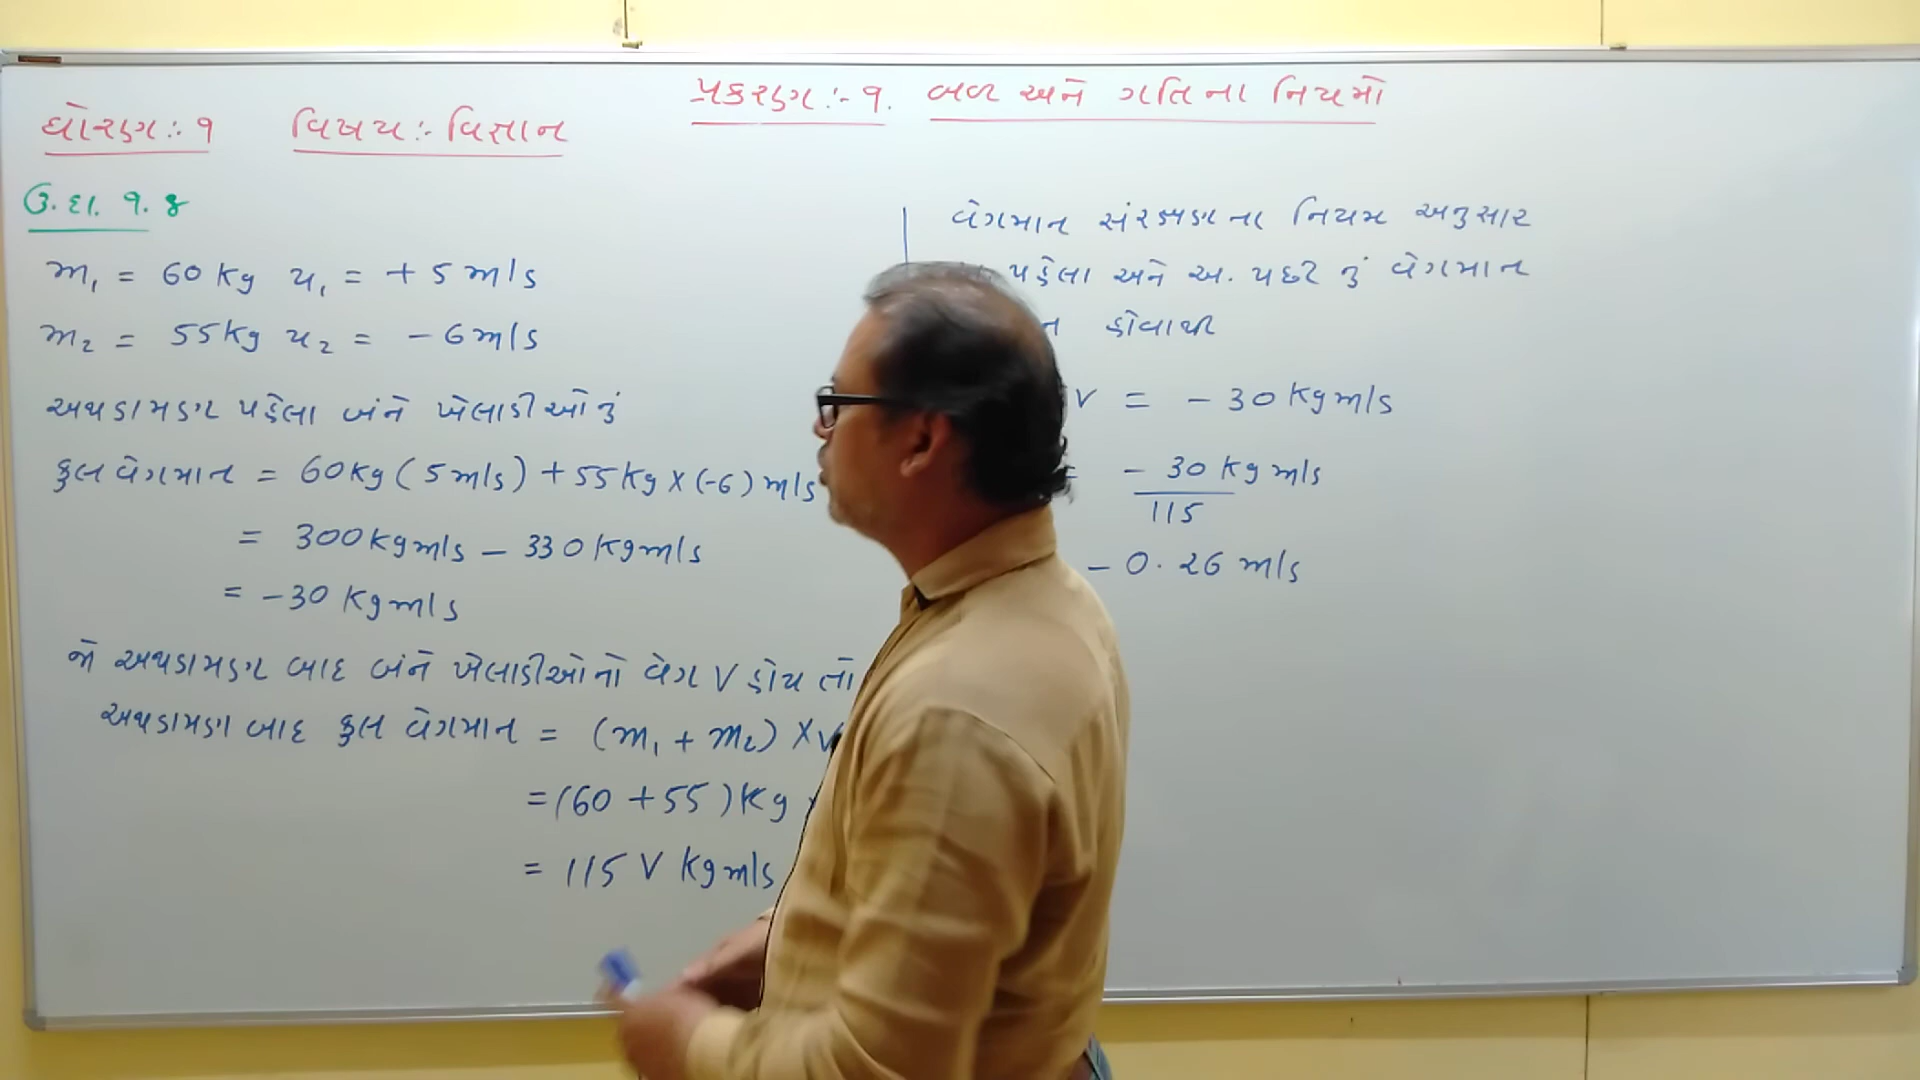 પ્રકરણ :- ૧. બળ અને ગતિના નિયમો
ધોરણ :- ૧ વિષય :- વિજ્ઞાન
ઉ.દા. ૧. ૪
m₁ = 60 kg u₁ = + 5 m/s
m₂ = 55 kg u₂ = - 6 m/s
અથડામણ પહેલા બંને ખેલાડીઓનું
કુલ વેગમાન = 60 kg ( 5 m/s ) + 55 kg × (-6) m/s
= 300 kg m/s - 330 kg m/s
= -30 kg m/s
જો અથડામણ બાદ બંને ખેલાડીઓનો વેગ V હોય તો
અથડામણ બાદ કુલ વેગમાન = (m₁ + m₂) × V
= (60 + 55) kg
= 115 V kg m/s
વેગમાન સંરક્ષણના નિયમ અનુસાર
પહેલા અને અ. પછીનું વેગમાન
હોવાથી
V = - 30 kg m/s
= - 30 kg m/s
115
- 0.26 m/s